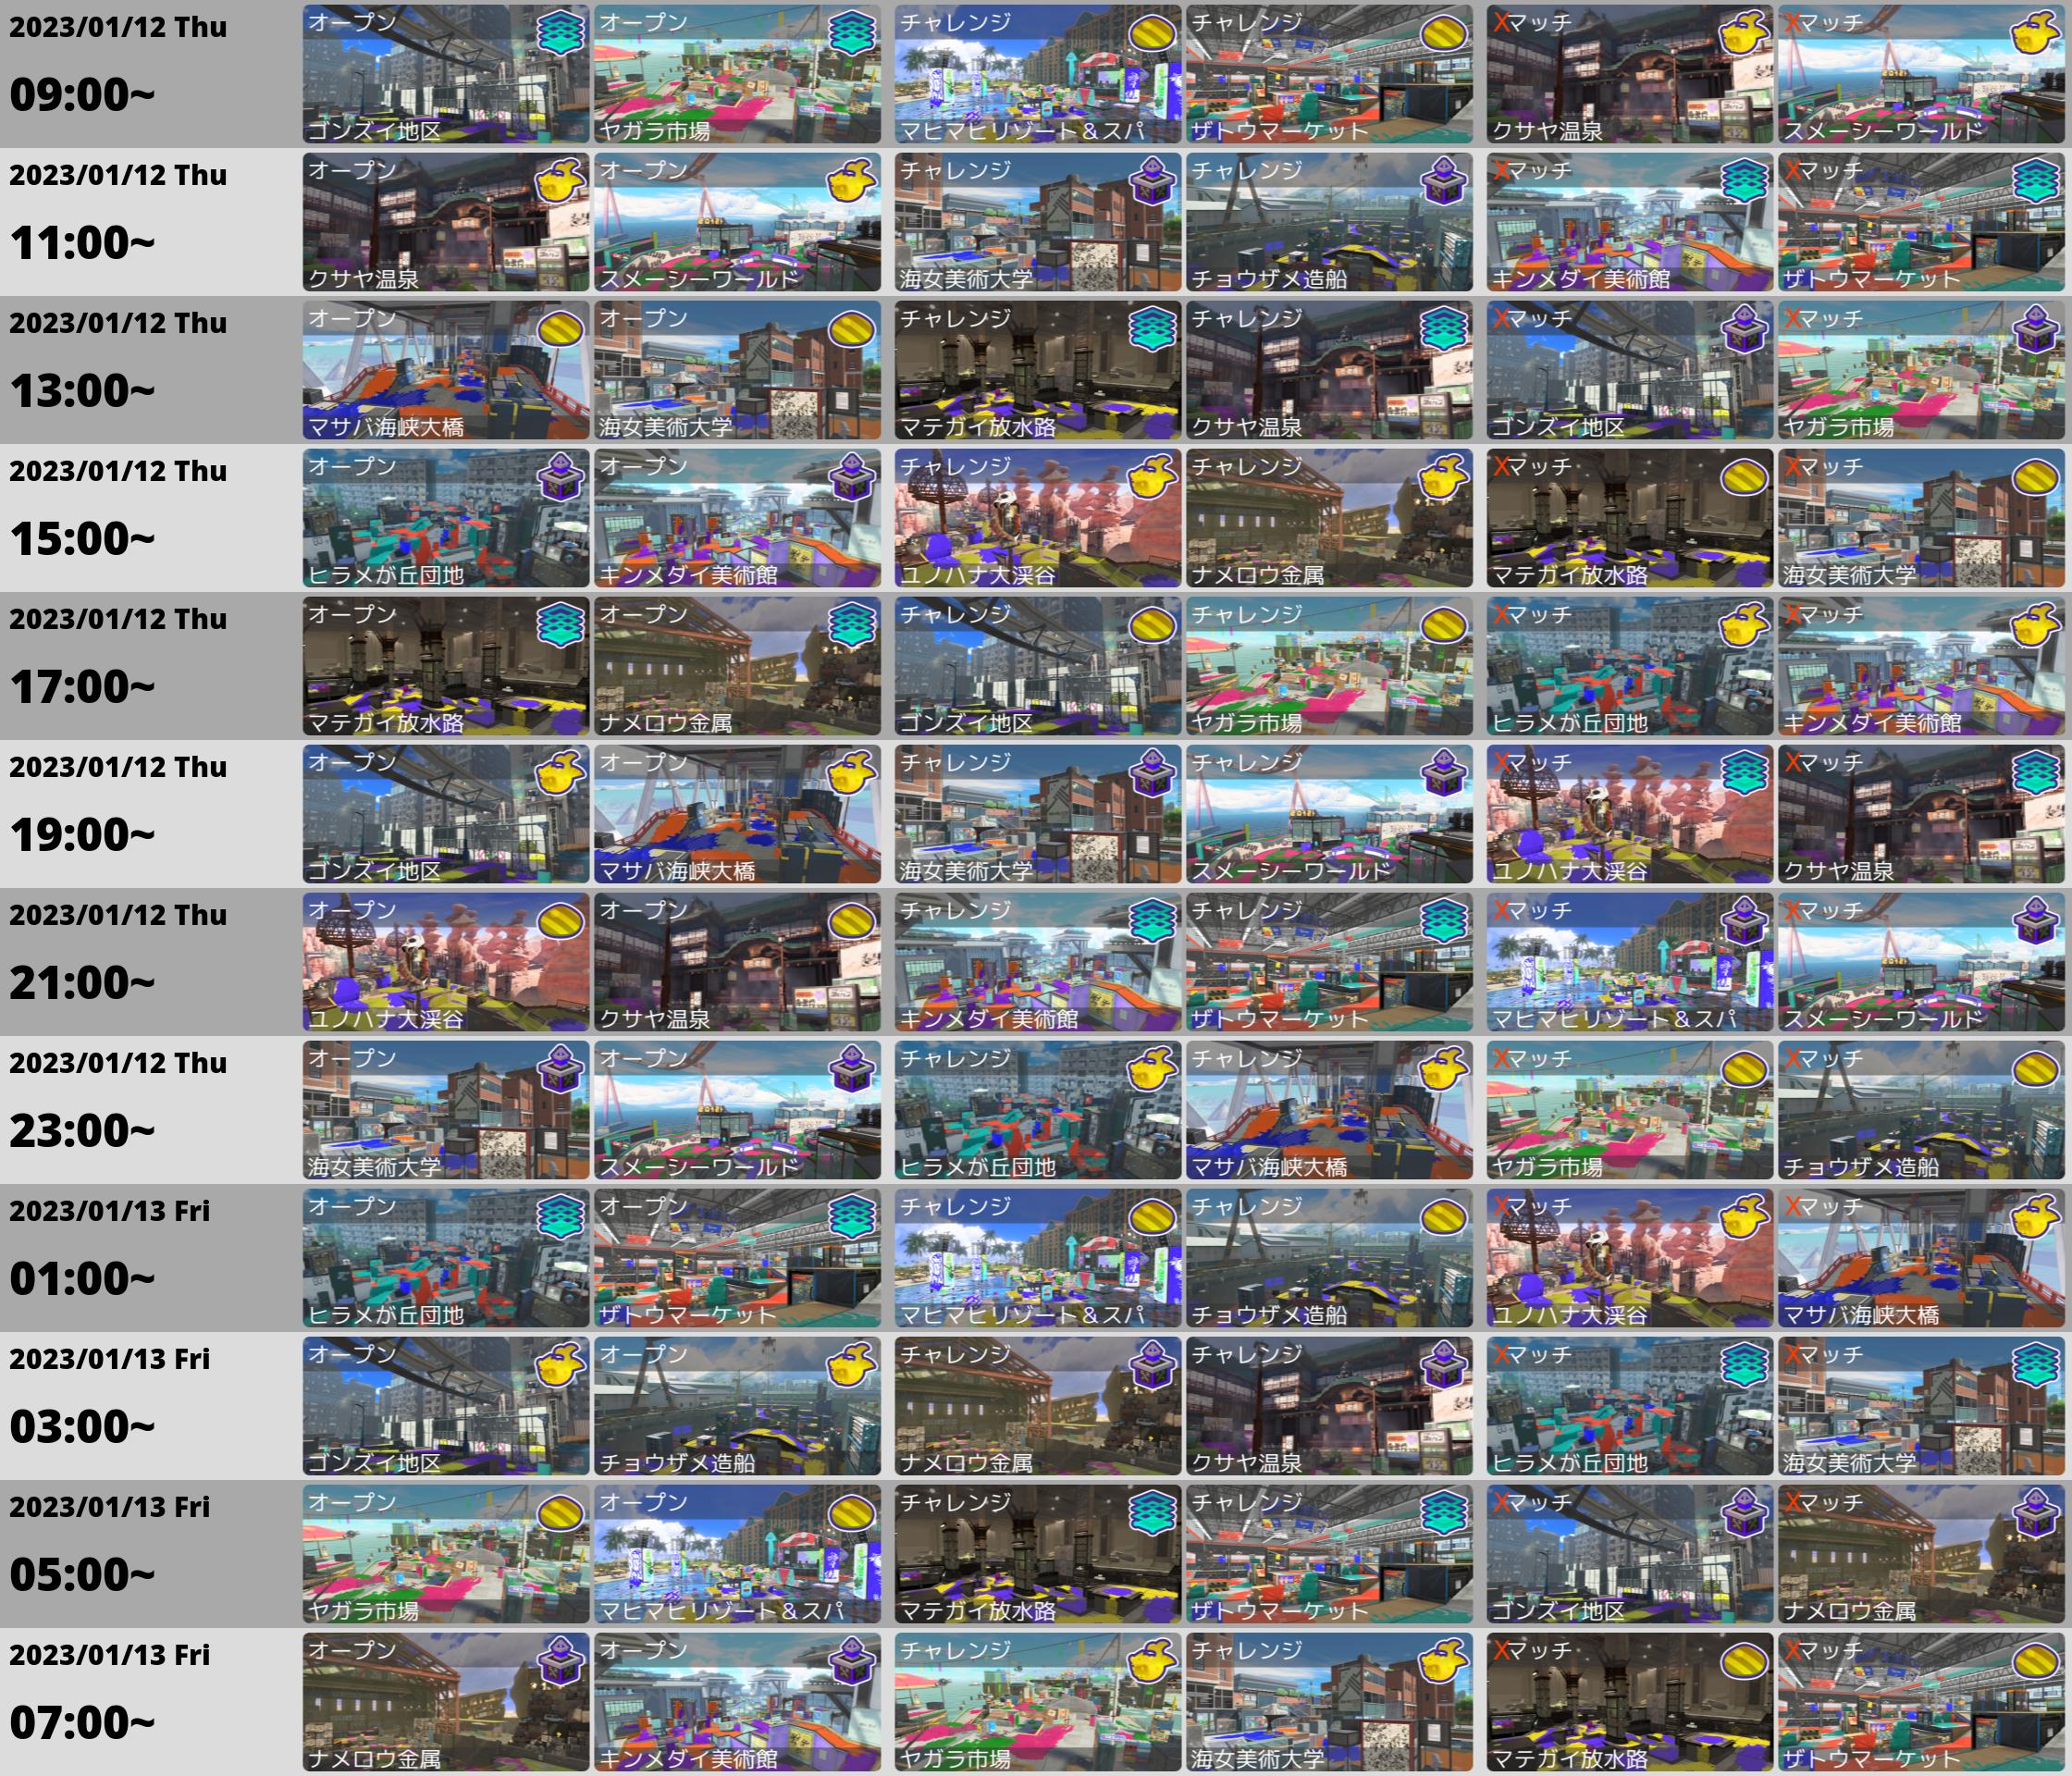 2023/01/12 Thu
09:00~
オープン オープン チャレンジ チャレンジ Xマッチ Xマッチ
ゴンズイ地区 ヤガラ市場 マヒマヒリゾート＆スパ ザトウマーケット クサヤ温泉 スメーシーワールド
2023/01/12 Thu
11:00~
オープン オープン チャレンジ チャレンジ Xマッチ Xマッチ
クサヤ温泉 スメーシーワールド 海女美術大学 チョウザメ造船 キンメダイ美術館 ザトウマーケット
2023/01/12 Thu
13:00~
オープン オープン チャレンジ チャレンジ Xマッチ Xマッチ
マサバ海峡大橋 海女美術大学 マテガイ放水路 クサヤ温泉 ゴンズイ地区 ヤガラ市場
2023/01/12 Thu
15:00~
オープン オープン チャレンジ チャレンジ Xマッチ Xマッチ
ヒラメが丘団地 キンメダイ美術館 ユノハナ大渓谷 ナメロウ金属 マテガイ放水路 海女美術大学
2023/01/12 Thu
17:00~
オープン オープン チャレンジ チャレンジ Xマッチ Xマッチ
マテガイ放水路 ナメロウ金属 ゴンズイ地区 ヤガラ市場 ヒラメが丘団地 キンメダイ美術館
2023/01/12 Thu
19:00~
オープン オープン チャレンジ チャレンジ Xマッチ Xマッチ
ゴンズイ地区 マサバ海峡大橋 海女美術大学 スメーシーワールド ユノハナ大渓谷 クサヤ温泉
2023/01/12 Thu
21:00~
オープン オープン チャレンジ チャレンジ Xマッチ Xマッチ
ユノハナ大渓谷 クサヤ温泉 キンメダイ美術館 ザトウマーケット マヒマヒリゾート＆スパ スメーシーワールド
2023/01/12 Thu
23:00~
オープン オープン チャレンジ チャレンジ Xマッチ Xマッチ
海女美術大学 スメーシーワールド ヒラメが丘団地 マサバ海峡大橋 ヤガラ市場 チョウザメ造船
2023/01/13 Fri
01:00~
オープン オープン チャレンジ チャレンジ Xマッチ Xマッチ
ヒラメが丘団地 ザトウマーケット マヒマヒリゾート＆スパ チョウザメ造船 ユノハナ大渓谷 マサバ海峡大橋
2023/01/13 Fri
03:00~
オープン オープン チャレンジ チャレンジ Xマッチ Xマッチ
ゴンズイ地区 チョウザメ造船 ナメロウ金属 クサヤ温泉 ヒラメが丘団地 海女美術大学
2023/01/13 Fri
05:00~
オープン オープン チャレンジ チャレンジ Xマッチ Xマッチ
ヤガラ市場 マヒマヒリゾート＆スパ マテガイ放水路 ザトウマーケット ゴンズイ地区 ナメロウ金属
2023/01/13 Fri
07:00~
オープン オープン チャレンジ チャレンジ Xマッチ Xマッチ
ナメロウ金属 キンメダイ美術館 ヤガラ市場 海女美術大学 マテガイ放水路 ザトウマーケット